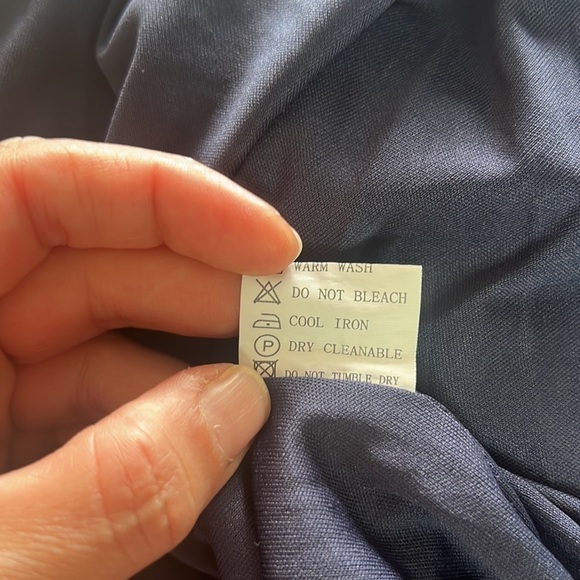 WARM WASH
DO NOT BLEACH
COOL IRON
P DRY CLEANABLE
DO NOT TUMBLE DRY